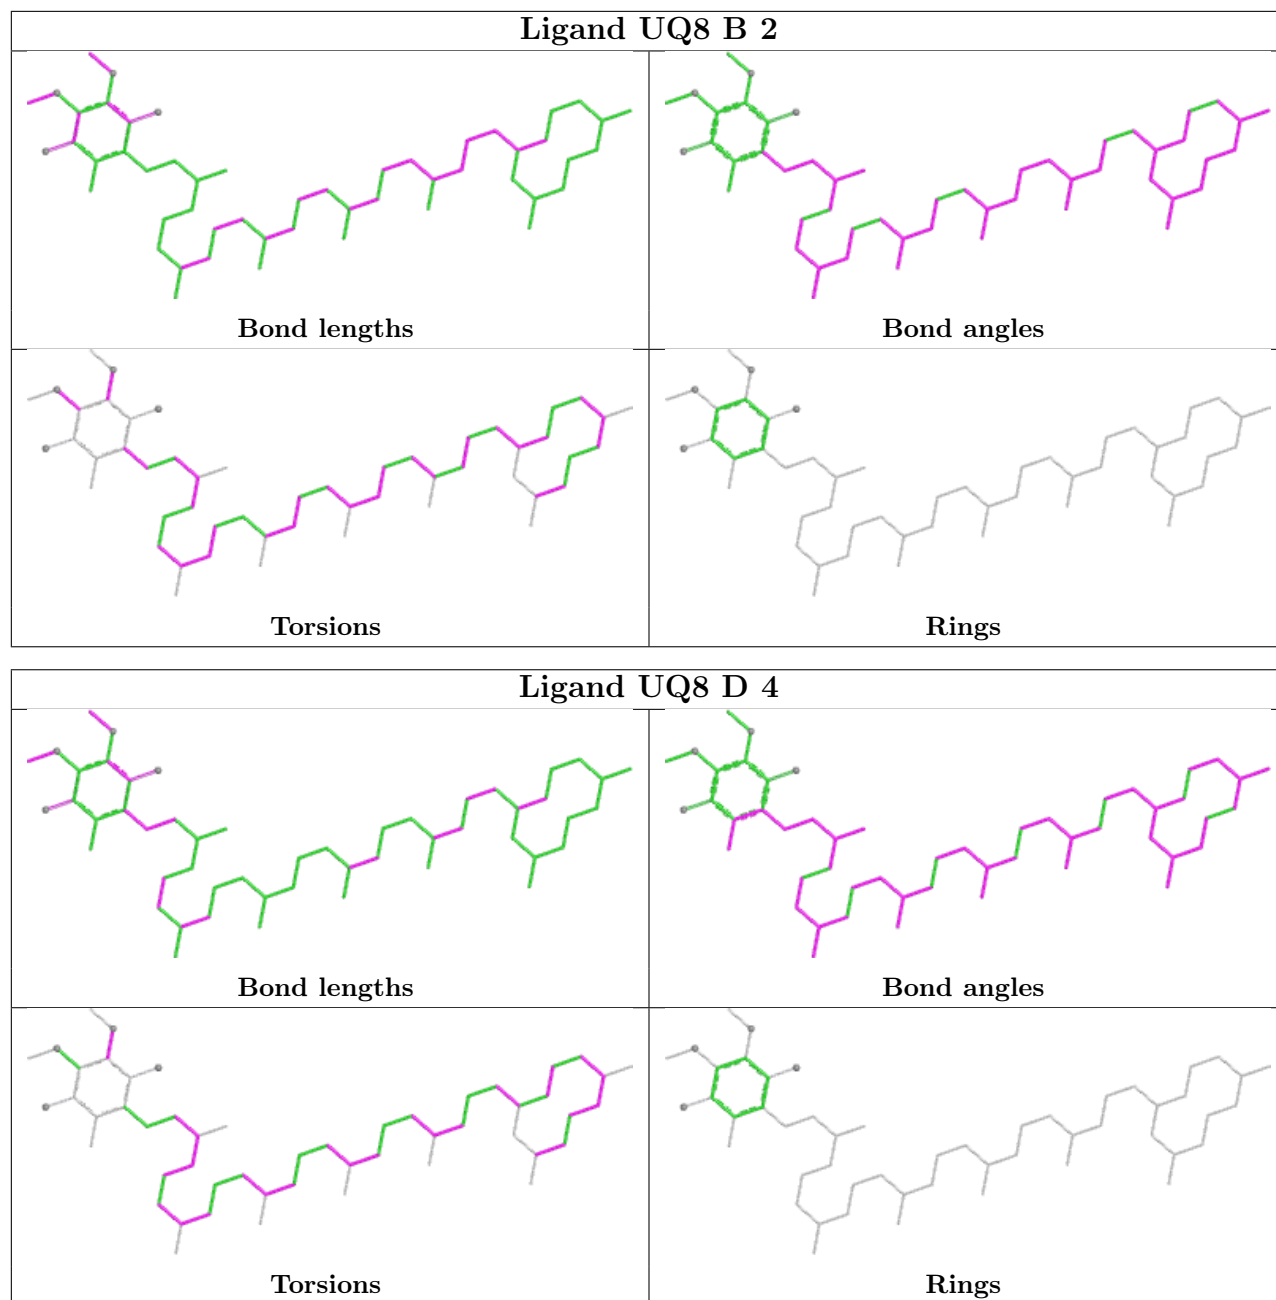 Ligand UQ8 B 2
Bond lengths
Bond angles
Torsions
Rings
Ligand UQ8 D 4
Bond lengths
Bond angles
Torsions
Rings